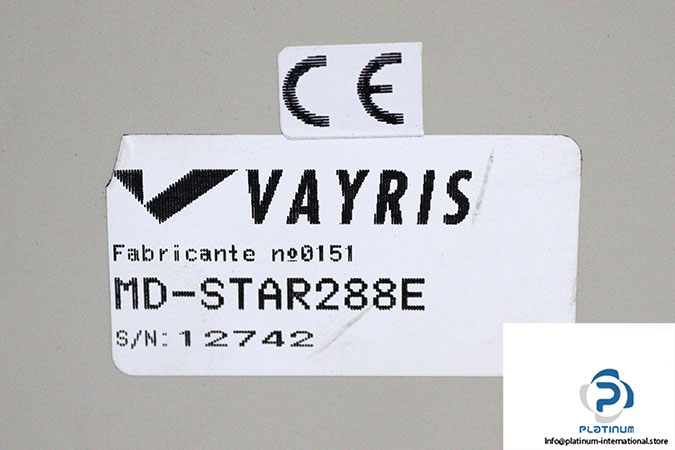 CE
VAYRIS
Fabricante nº0151
MD-STAR288E
S/N: 12742
PLATINUM
Info@platinum-international.store